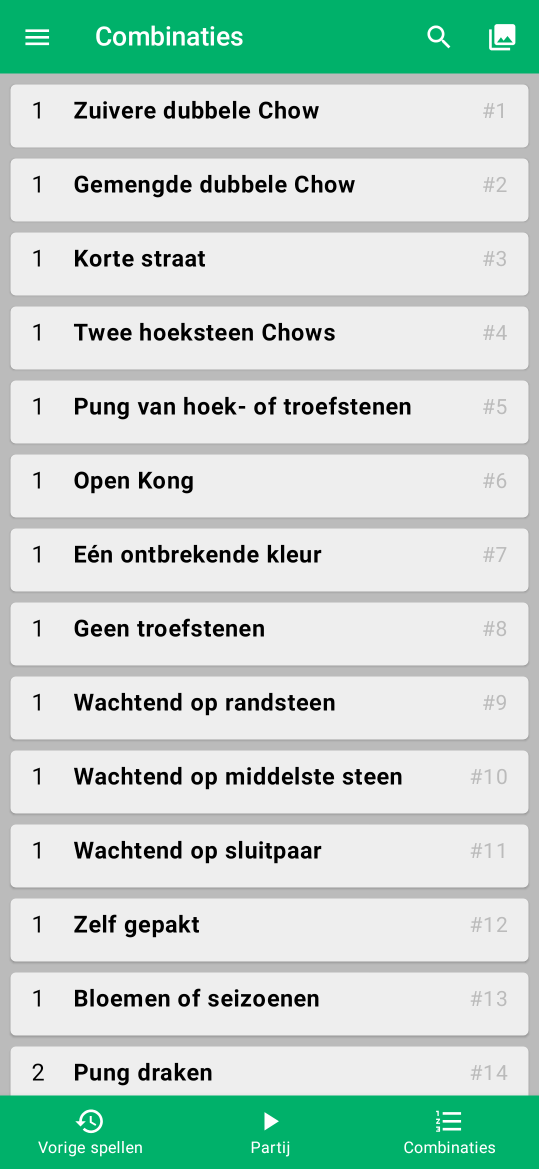 Combinaties
1 Zuivere dubbele Chow #1
1 Gemengde dubbele Chow #2
1 Korte straat #3
1 Twee hoeksteen Chows #4
1 Pung van hoek- of troefstenen #5
1 Open Kong #6
1 Eén ontbrekende kleur #7
1 Geen troefstenen #8
1 Wachtend op randsteen #9
1 Wachtend op middelste steen #10
1 Wachtend op sluitpaar #11
1 Zelf gepakt #12
1 Bloemen of seizoenen #13
2 Pung draken #14
Vorige spellen Partij Combinaties